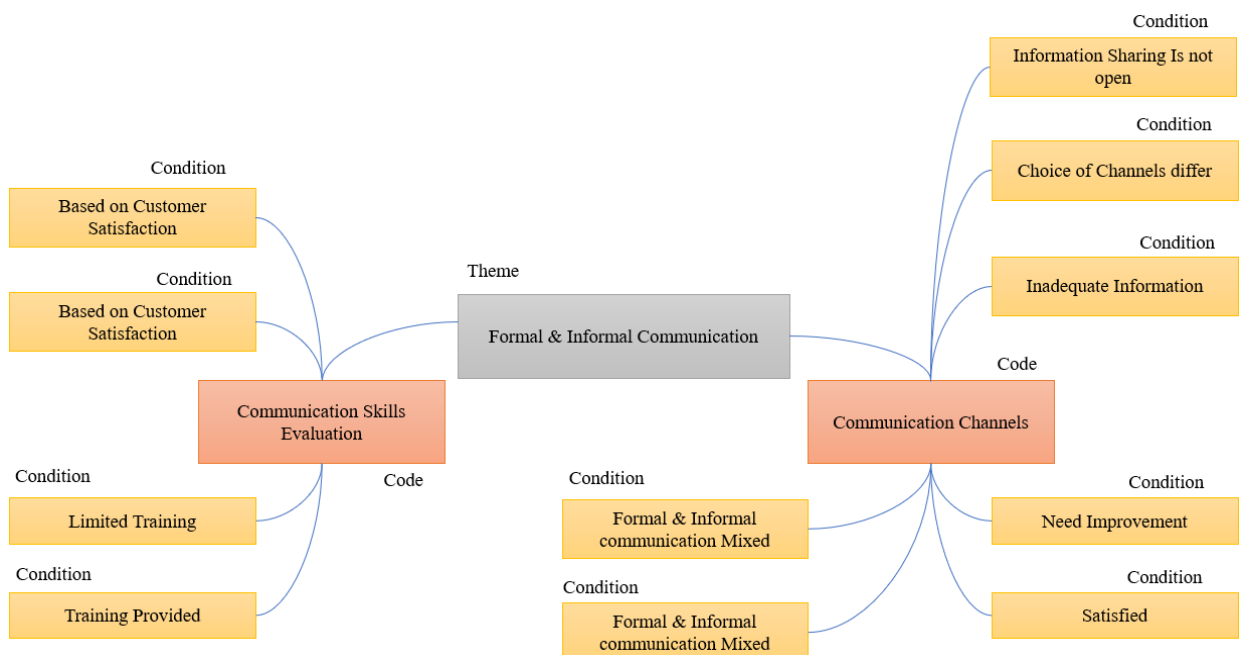 Condition
Information Sharing Is not
open
Condition
Choice of Channels differ
Condition
Inadequate Information
Condition
Based on Customer
Satisfaction
Condition
Based on Customer
Satisfaction
Theme
Formal & Informal Communication
Communication Skills
Evaluation
Code
Code
Communication Channels
Condition
Limited Training
Condition
Training Provided
Condition
Formal & Informal
communication Mixed
Condition
Formal & Informal
communication Mixed
Condition
Need Improvement
Condition
Satisfied